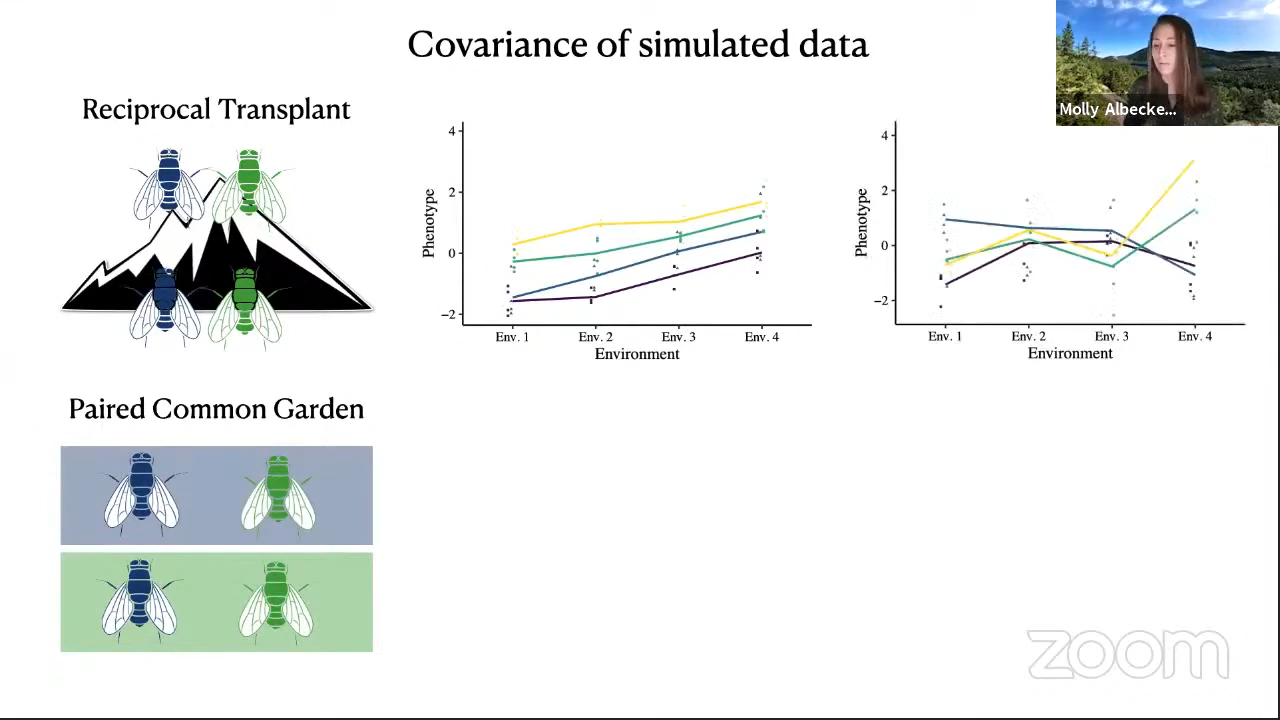 Covariance of simulated data
Molly Albecke...
Reciprocal Transplant
4
2
0
−2
Phenotype
Env. 1 Env. 2 Env. 3 Env. 4
Environment
4
2
0
−2
Phenotype
Env. 1 Env. 2 Env. 3 Env. 4
Environment
Paired Common Garden
zoom